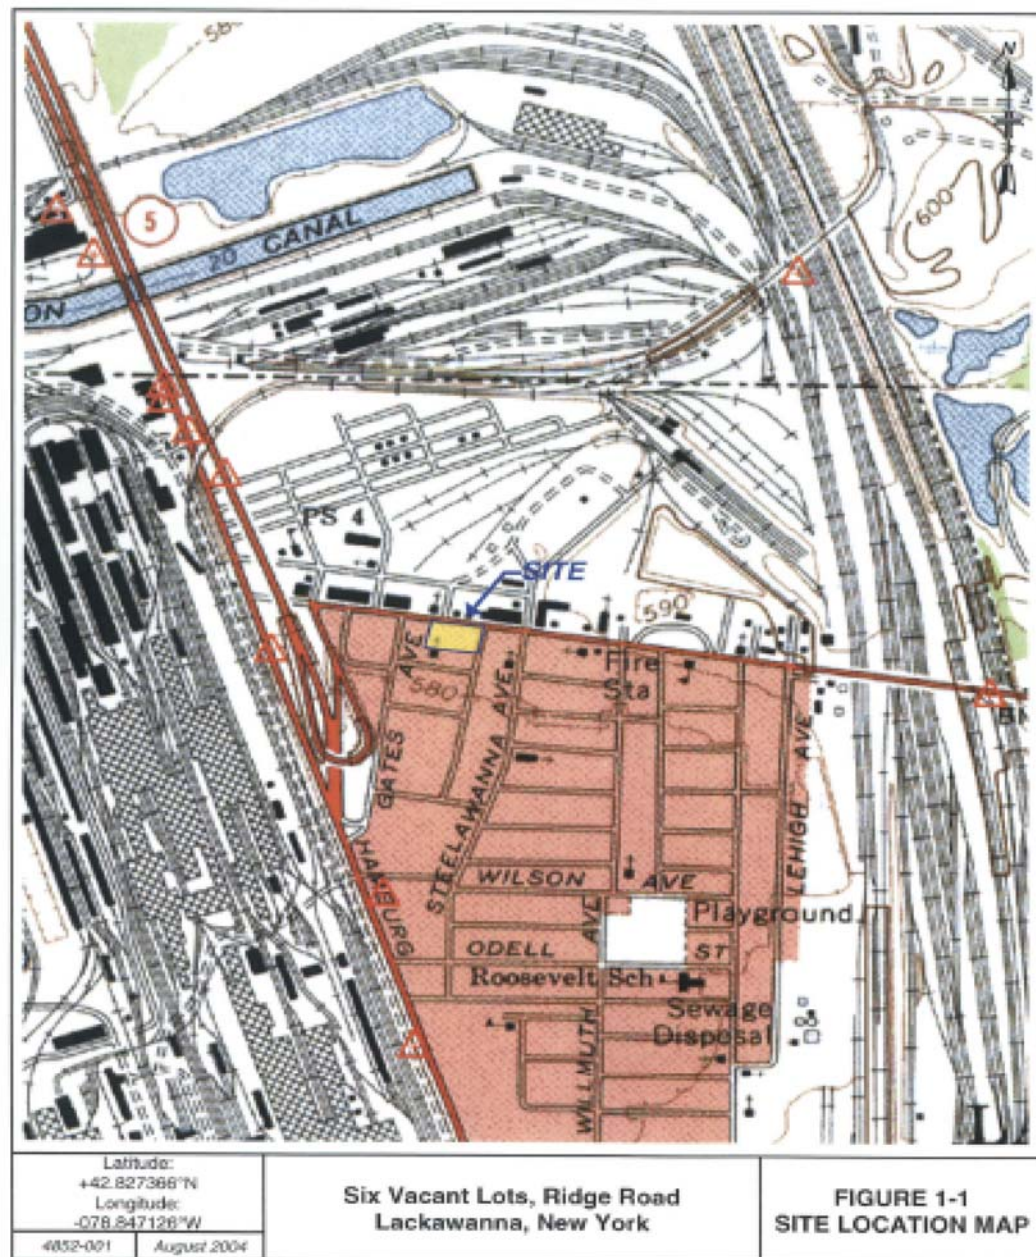 580
N
5
600
20 CANAL
ON
PS 4
SITE
590
AVE
Fire
Sta
580
GATES
STEELAWANNA AVE
LEHIGH AVE
HAMBURG
WILSON AVE
WILLMUTH AVE
Playground
ODELL ST
Roosevelt Sch
Sewage
Disposal
L
Latitude:
+42.827366°N
Longitude:
-078.847126°W
4852-001
August 2004
Six Vacant Lots, Ridge Road
Lackawanna, New York
FIGURE 1-1
SITE LOCATION MAP